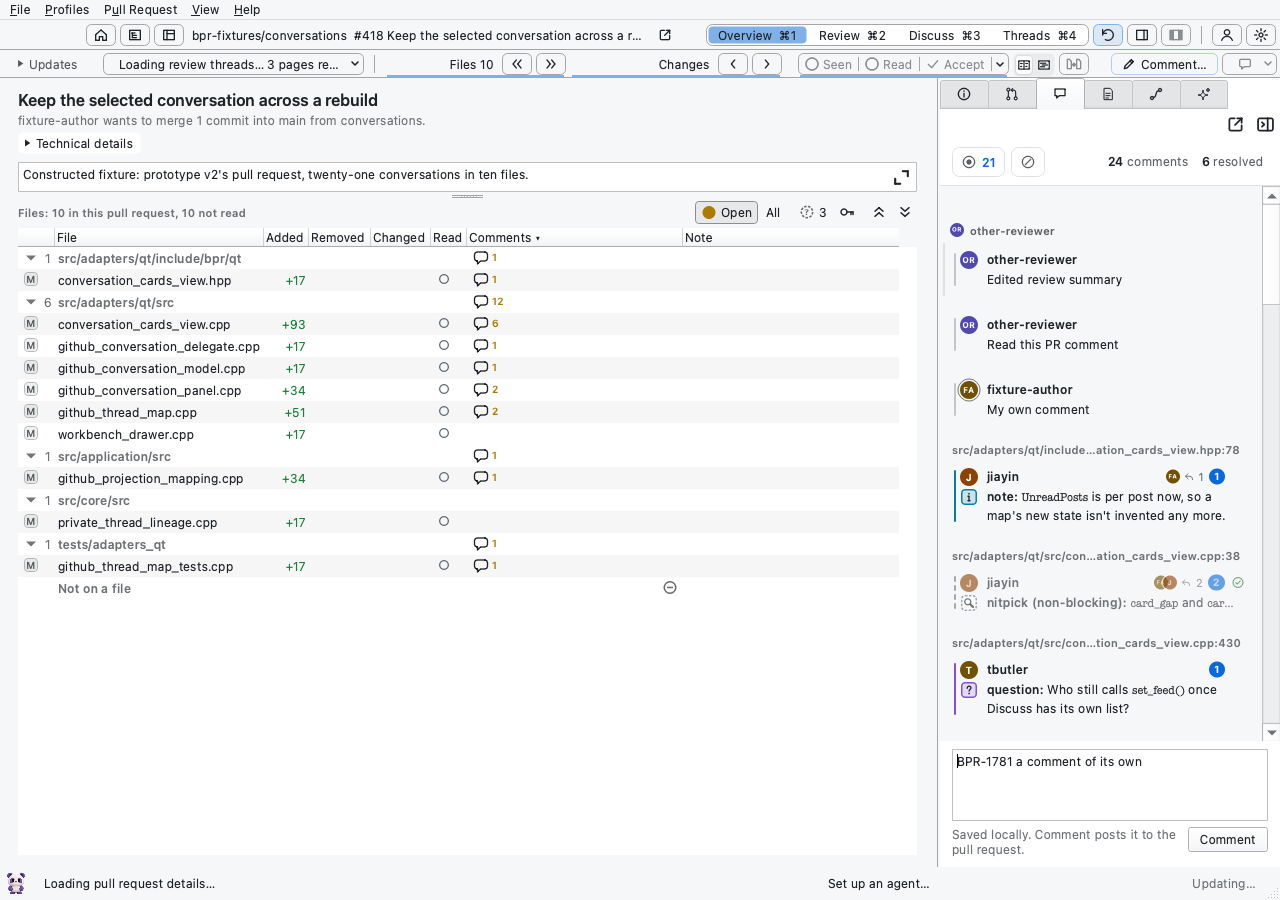 File Profiles Pull Request View Help
bpr-fixtures/conversations #418 Keep the selected conversation across a r...
Overview ⌘1 Review ⌘2 Discuss ⌘3 Threads ⌘4
Updates
Loading review threads... 3 pages re...
Files 10
Changes
Seen Read Accept
Comment...
Keep the selected conversation across a rebuild
fixture-author wants to merge 1 commit into main from conversations.
Technical details
Constructed fixture: prototype v2's pull request, twenty-one conversations in ten files.
Files: 10 in this pull request, 10 not read
Open All 3
File Added Removed Changed Read Comments Note
1 src/adapters/qt/include/bpr/qt 1
M conversation_cards_view.hpp +17 1
6 src/adapters/qt/src 12
M conversation_cards_view.cpp +93 6
M github_conversation_delegate.cpp +17 1
M github_conversation_model.cpp +17 1
M github_conversation_panel.cpp +34 2
M github_thread_map.cpp +51 2
M workbench_drawer.cpp +17
1 src/application/src 1
M github_projection_mapping.cpp +34 1
1 src/core/src
M private_thread_lineage.cpp +17
1 tests/adapters_qt 1
M github_thread_map_tests.cpp +17 1
Not on a file
21
24 comments 6 resolved
OR other-reviewer
OR other-reviewer
Edited review summary
OR other-reviewer
Read this PR comment
FA fixture-author
My own comment
src/adapters/qt/include...ation_cards_view.hpp:78
J jiayin FA 1 1
note: UnreadPosts is per post now, so a
map's new state isn't invented any more.
src/adapters/qt/src/con...ation_cards_view.cpp:38
J jiayin FA J 2 2
nitpick (non-blocking): card_gap and car...
src/adapters/qt/src/con...tion_cards_view.cpp:430
T tbutler 1
? question: Who still calls set_feed() once
Discuss has its own list?
BPR-1781 a comment of its own
Saved locally. Comment posts it to the
pull request.
Comment
Loading pull request details...
Set up an agent...
Updating...